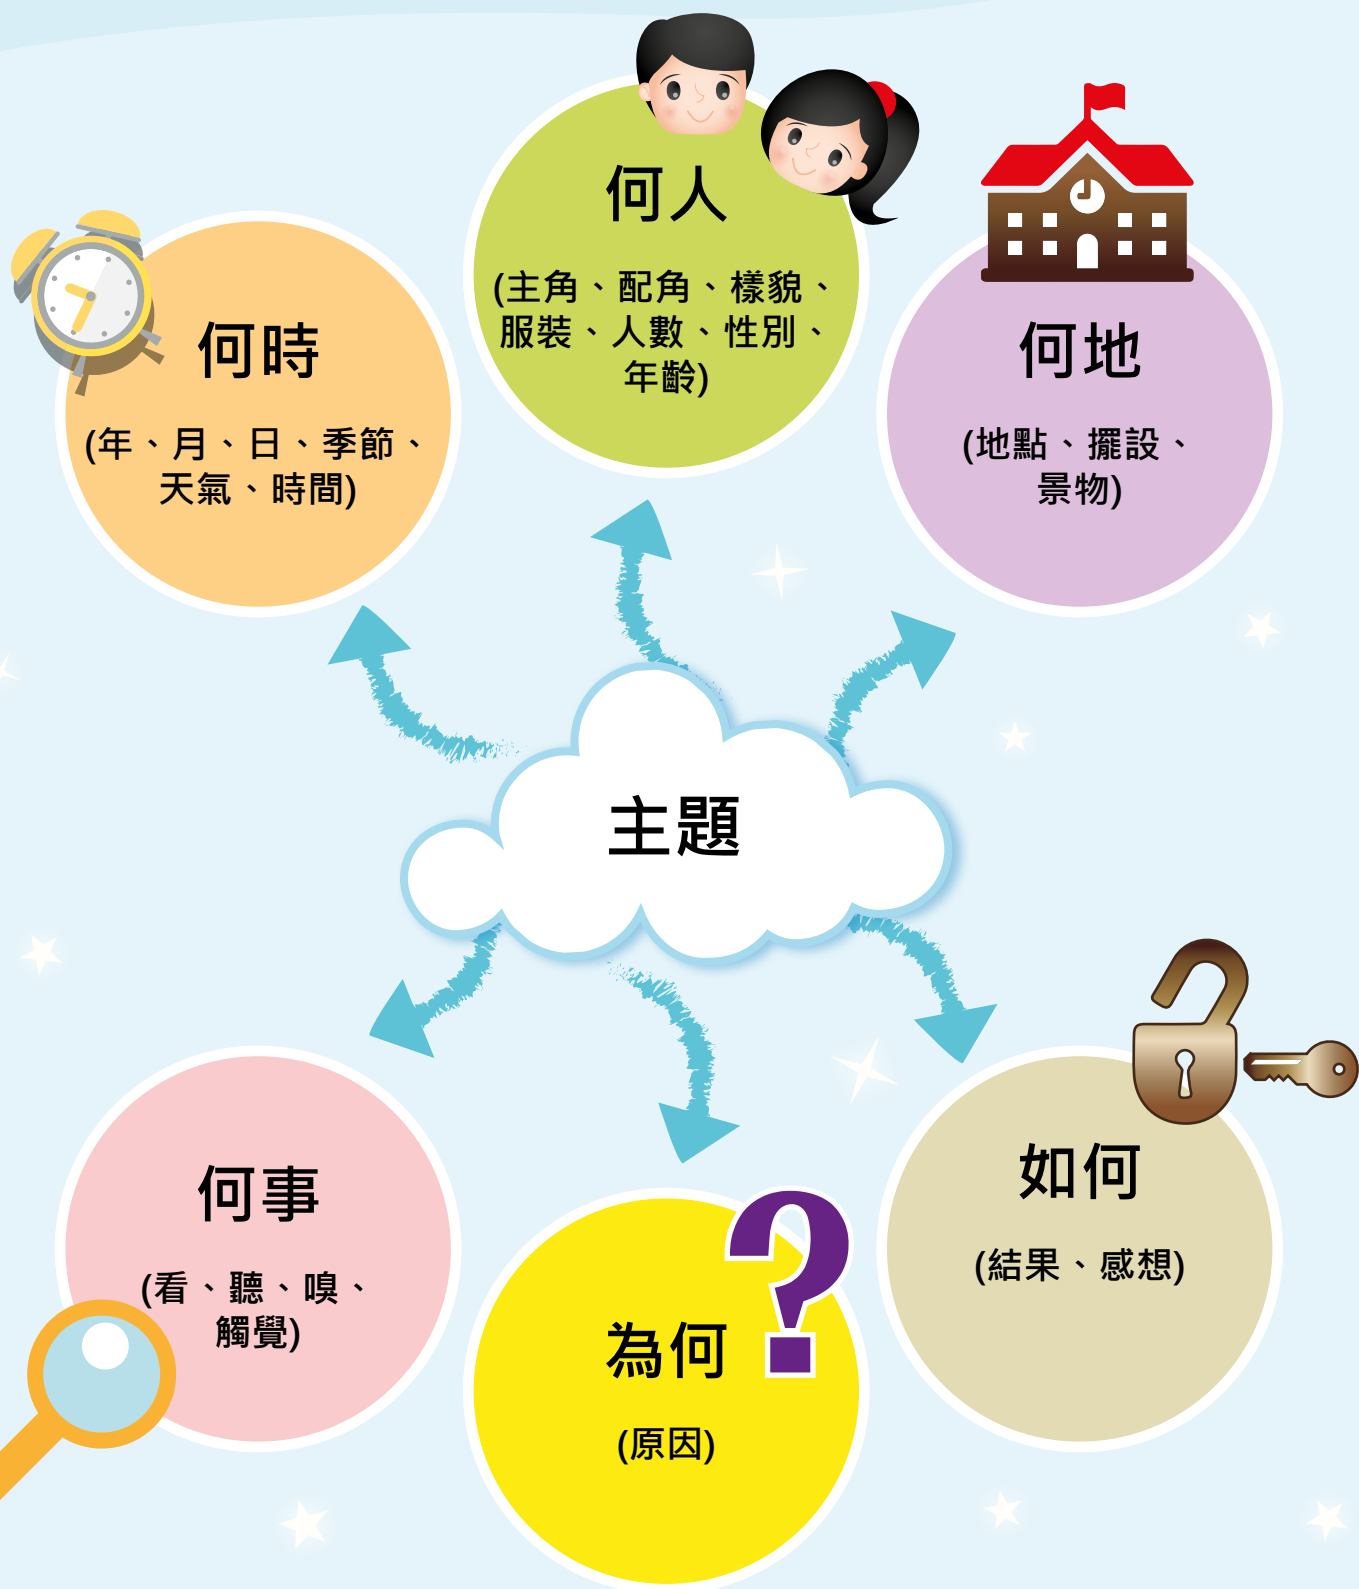 何人
(主角、配角、樣貌、
服裝、人數、性別、
年齡)
何時
(年、月、日、季節、
天氣、時間)
何地
(地點、擺設、
景物)
主題
何事
(看、聽、嗅、
觸覺)
為何
(原因)
如何
(結果、感想)